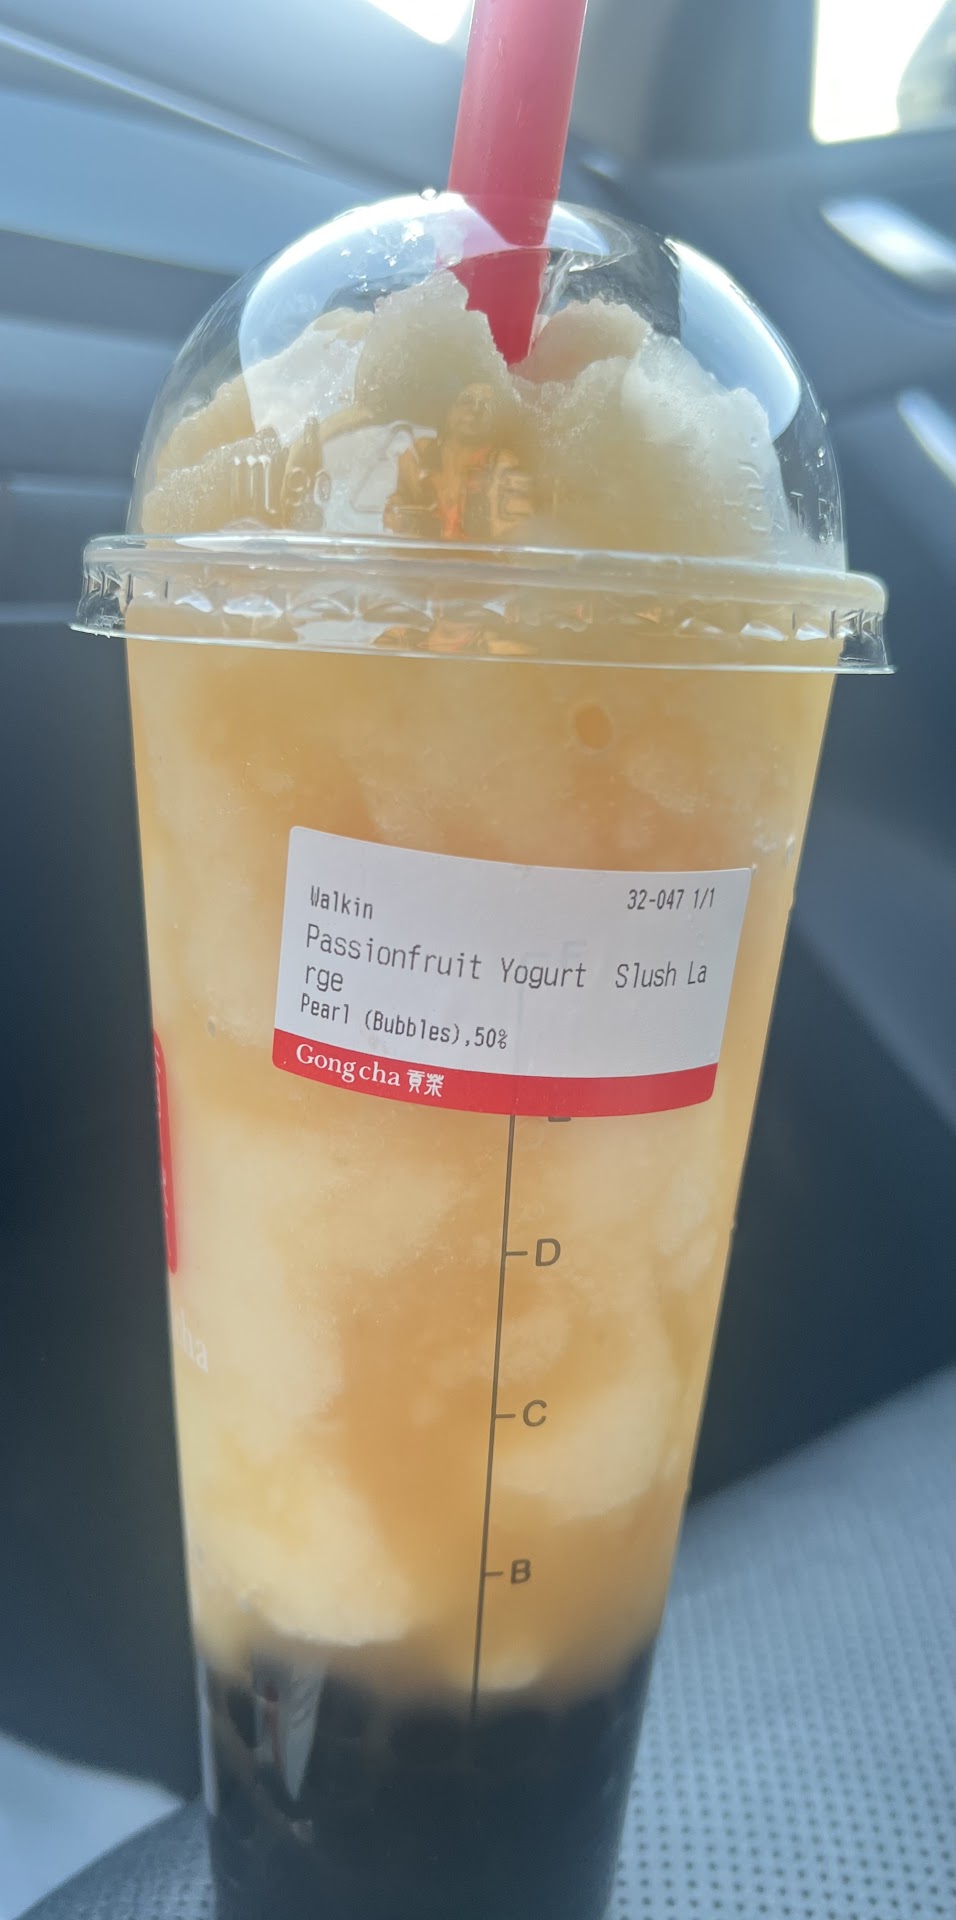 Walkin 32-047 1/1
Passionfruit Yogurt Slush La
rge
Pearl (Bubbles),50%
Gong cha 貢茶
D
C
B